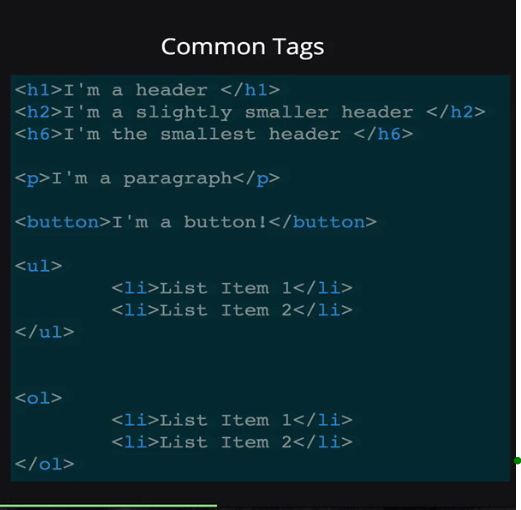 Common Tags
<h1>I'm a header </h1>
<h2>I'm a slightly smaller header </h2>
<h6>I'm the smallest header </h6>
<p>I'm a paragraph</p>
<button>I'm a button!</button>
<ul>
<li>List Item 1</li>
<li>List Item 2</li>
</ul>
<ol>
<li>List Item 1</li>
<li>List Item 2</li>
</ol>